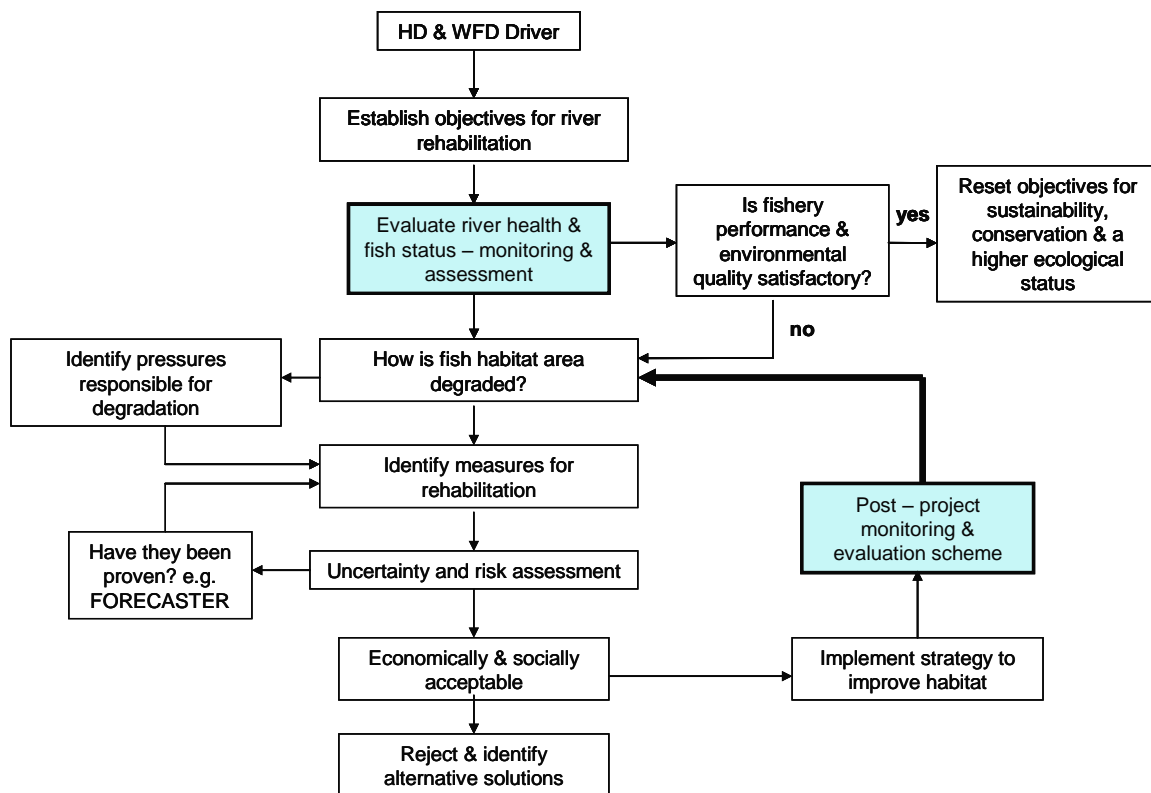 HD & WFD Driver
Establish objectives for river
rehabilitation
Evaluate river health &
fish status – monitoring &
assessment
Is fishery
performance &
environmental
quality satisfactory?
yes
Reset objectives for
sustainability,
conservation & a
higher ecological
status
no
How is fish habitat area
degraded?
Identify pressures
responsible for
degradation
Identify measures for
rehabilitation
Post – project
monitoring &
evaluation scheme
Have they been
proven? e.g.
FORECASTER
Uncertainty and risk assessment
Economically & socially
acceptable
Implement strategy to
improve habitat
Reject & identify
alternative solutions